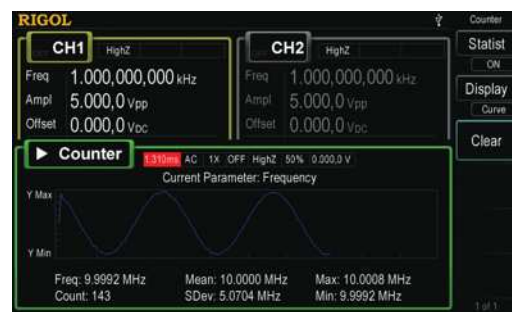 RIGOL
Counter
CH1 HighZ
Freq 1.000,000,000 kHz
Ampl 5.000,0 Vpp
Offset 0.000,0 VDC
CH2 HighZ
Freq 1.000,000,000 kHz
Ampl 5.000,0 Vpp
Offset 0.000,0 VDC
Statist
ON
Display
Curve
Clear
Counter 1.310ms AC 1X OFF HighZ 50% 0.000,0 V
Current Parameter: Frequency
Y Max
Y Min
Freq: 9.9992 MHz Mean: 10.0000 MHz Max: 10.0008 MHz
Count: 143 SDev: 5.0704 MHz Min: 9.9992 MHz
1 of 1